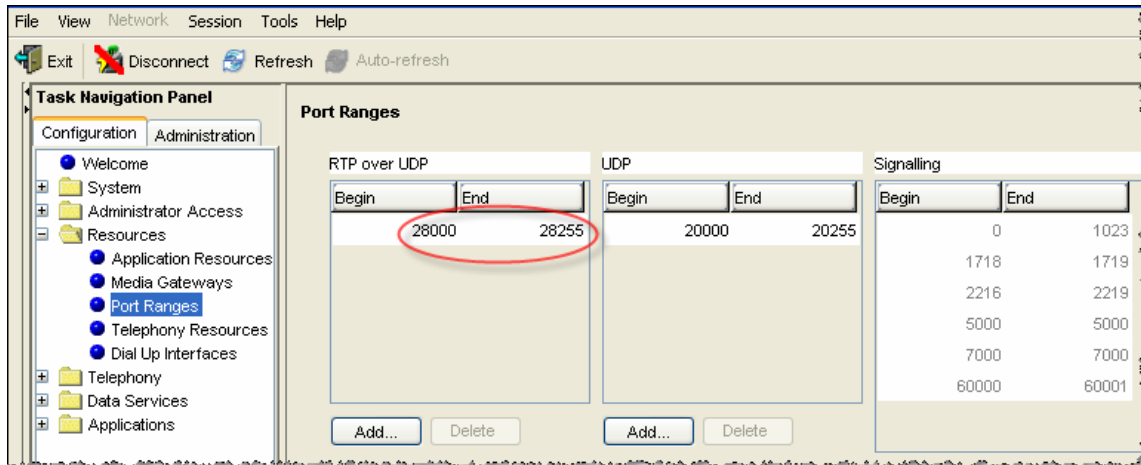 File View Network Session Tools Help
Exit Disconnect Refresh Auto-refresh
Task Navigation Panel
Configuration Administration
Welcome
System
Administrator Access
Resources
Application Resources
Media Gateways
Port Ranges
Telephony Resources
Dial Up Interfaces
Telephony
Data Services
Applications
Port Ranges
RTP over UDP UDP Signalling
Begin End Begin End Begin End
28000 28255 20000 20255 0 1023
1718 1719
2216 2219
5000 5000
7000 7000
60000 60001
Add... Delete Add... Delete